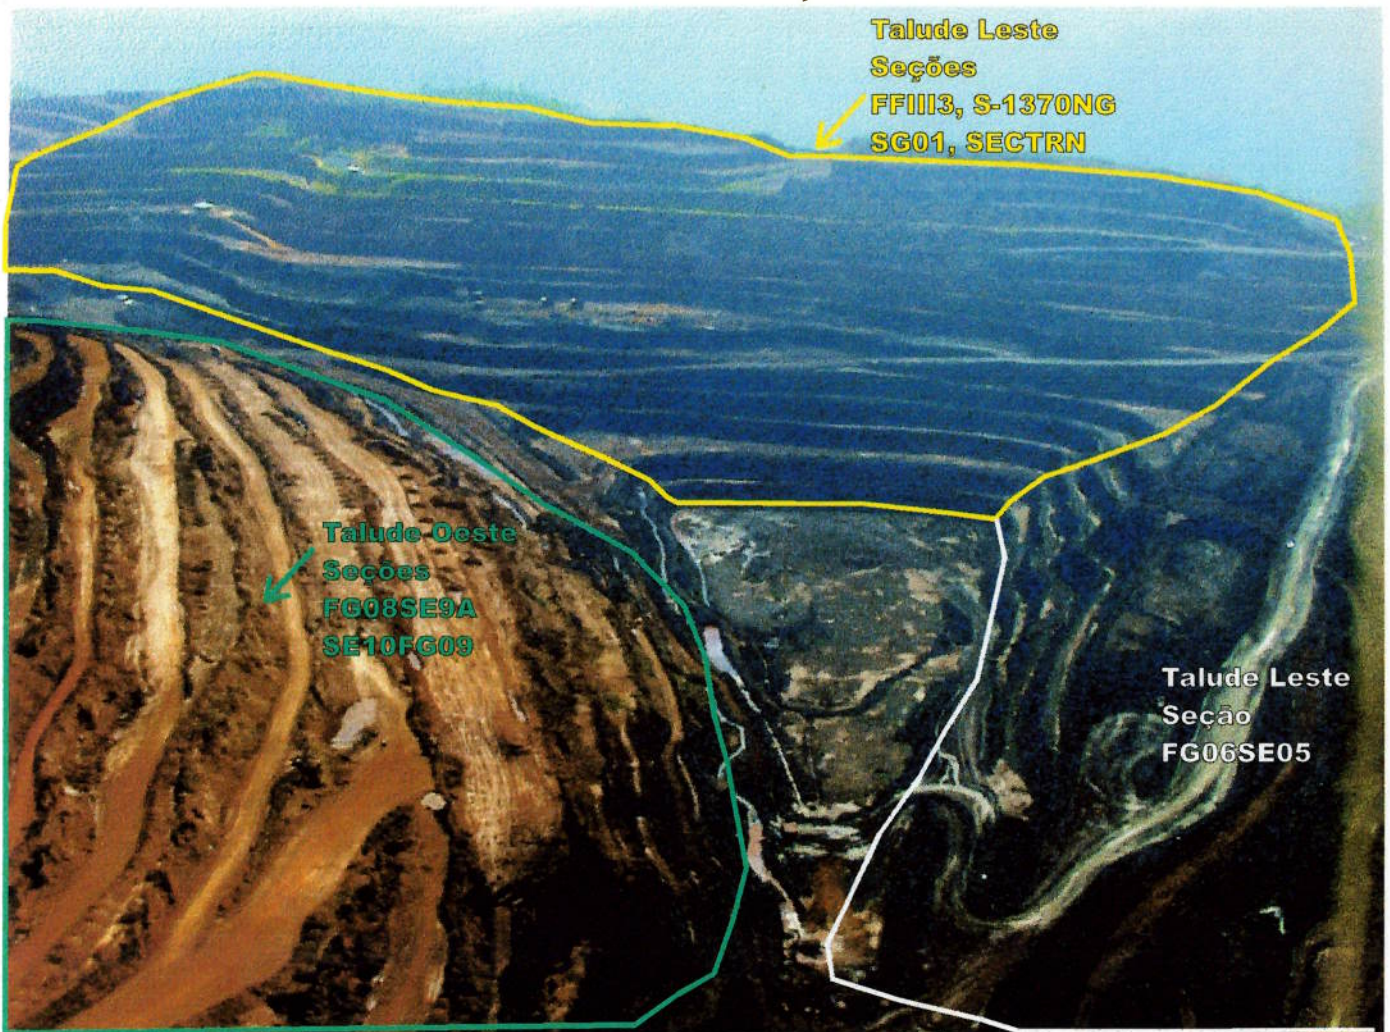 Talude Leste
Seções
FFIII3, S-1370NG
SG01, SECTRN
Talude Oeste
Seções
FG08SE9A
SE10FG09
Talude Leste
Seção
FG06SE05